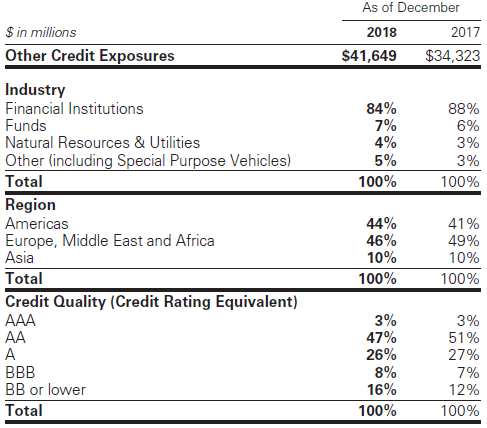 As of December
$ in millions 2018 2017
Other Credit Exposures $41,649 $34,323
Industry
Financial Institutions 84% 88%
Funds 7% 6%
Natural Resources & Utilities 4% 3%
Other (including Special Purpose Vehicles) 5% 3%
Total 100% 100%
Region
Americas 44% 41%
Europe, Middle East and Africa 46% 49%
Asia 10% 10%
Total 100% 100%
Credit Quality (Credit Rating Equivalent)
AAA 3% 3%
AA 47% 51%
A 26% 27%
BBB 8% 7%
BB or lower 16% 12%
Total 100% 100%